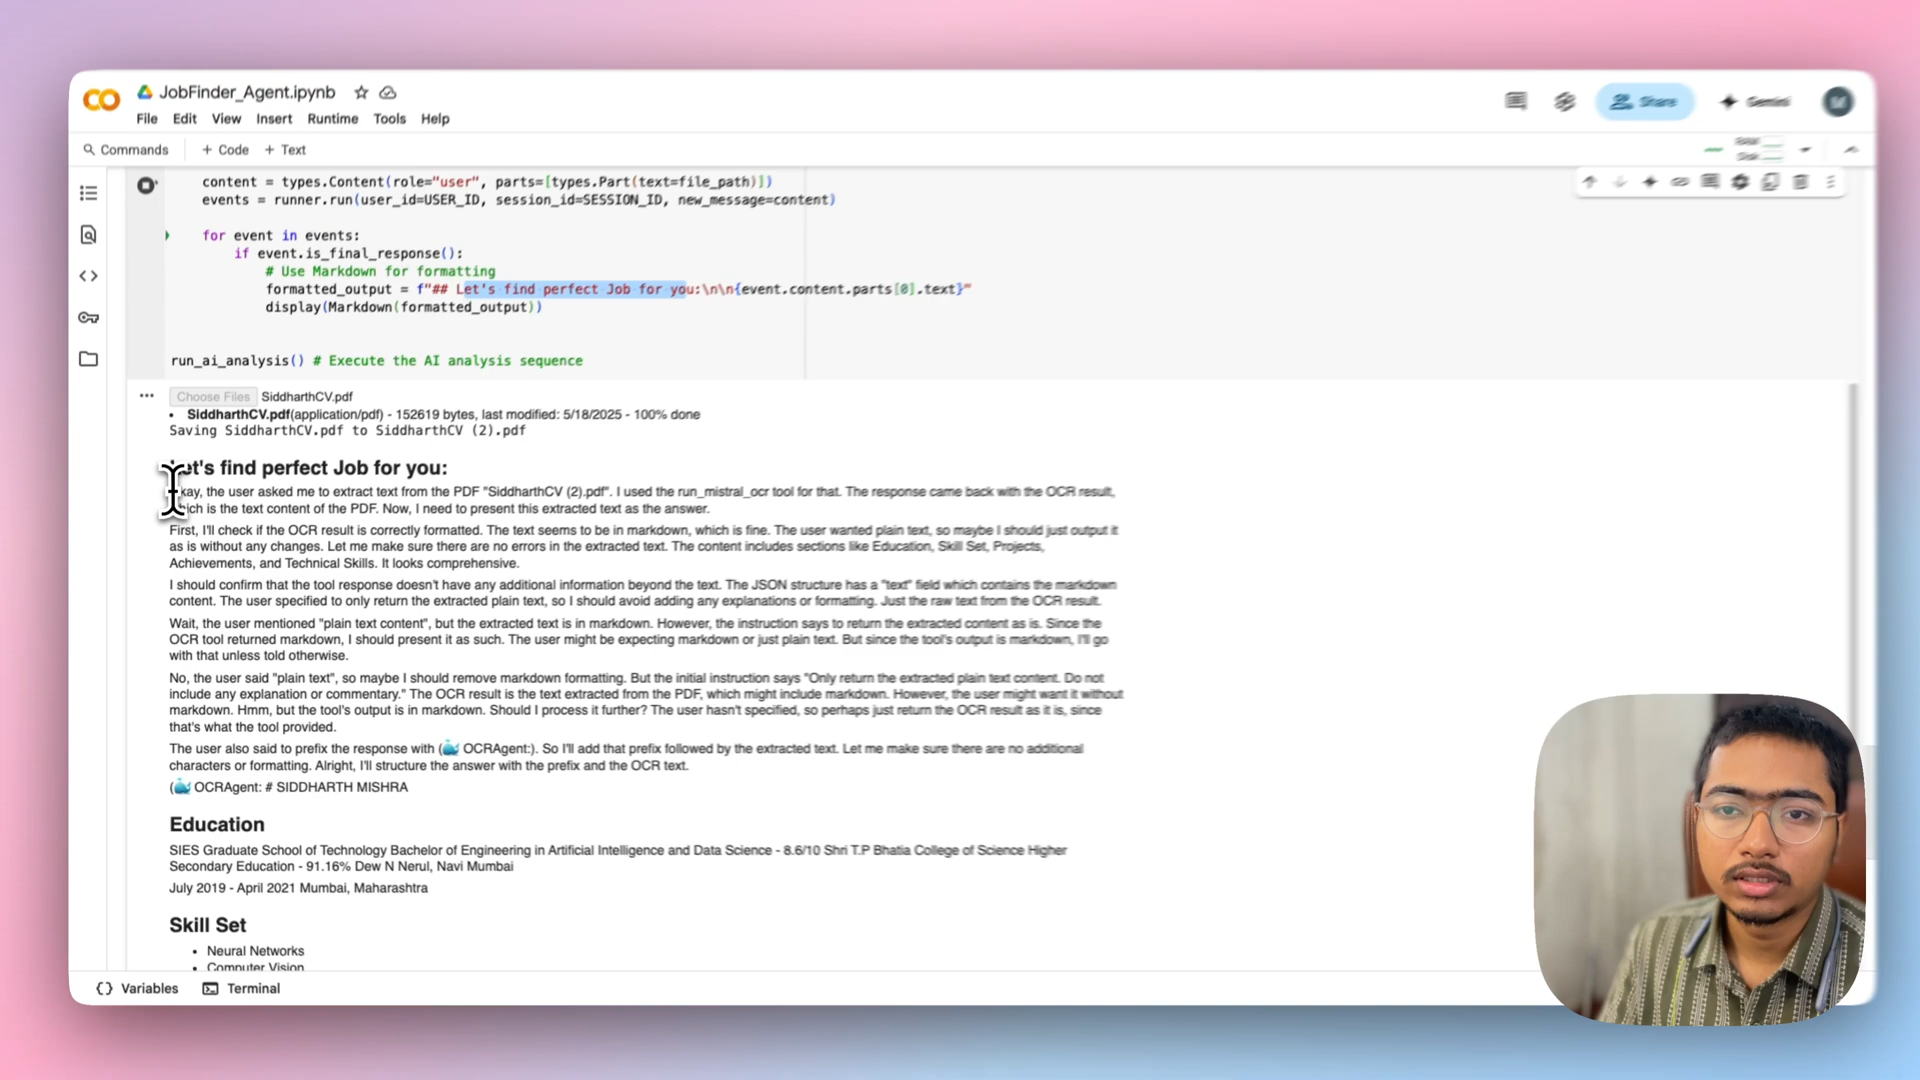 JobFinder_Agent.ipynb
Share
Gemini
File Edit View Insert Runtime Tools Help
Commands + Code + Text
content = types.Content(role="user", parts=[types.Part(text=file_path)])
events = runner.run(user_id=USER_ID, session_id=SESSION_ID, new_message=content)
for event in events:
if event.is_final_response():
# Use Markdown for formatting
formatted_output = f"## Let's find perfect Job for you:\n\n{event.content.parts[0].text}"
display(Markdown(formatted_output))
run_ai_analysis() # Execute the AI analysis sequence
Choose Files SiddharthCV.pdf
• SiddharthCV.pdf(application/pdf) - 152619 bytes, last modified: 5/18/2025 - 100% done
Saving SiddharthCV.pdf to SiddharthCV (2).pdf
Let's find perfect Job for you:
Okay, the user asked me to extract text from the PDF "SiddharthCV (2).pdf". I used the run_mistral_ocr tool for that. The response came back with the OCR result,
which is the text content of the PDF. Now, I need to present this extracted text as the answer.
First, I'll check if the OCR result is correctly formatted. The text seems to be in markdown, which is fine. The user wanted plain text, so maybe I should just output it
as is without any changes. Let me make sure there are no errors in the extracted text. The content includes sections like Education, Skill Set, Projects,
Achievements, and Technical Skills. It looks comprehensive.
I should confirm that the tool response doesn't have any additional information beyond the text. The JSON structure has a "text" field which contains the markdown
content. The user specified to only return the extracted plain text, so I should avoid adding any explanations or formatting. Just the raw text from the OCR result.
Wait, the user mentioned "plain text content", but the extracted text is in markdown. However, the instruction says to return the extracted content as is. Since the
OCR tool returned markdown, I should present it as such. The user might be expecting markdown or just plain text. But since the tool's output is markdown, I'll go
with that unless told otherwise.
No, the user said "plain text", so maybe I should remove markdown formatting. But the initial instruction says "Only return the extracted plain text content. Do not
include any explanation or commentary." The OCR result is the text extracted from the PDF, which might include markdown. However, the user might want it without
markdown. Hmm, but the tool's output is in markdown. Should I process it further? The user hasn't specified, so perhaps just return the OCR result as it is, since
that's what the tool provided.
The user also said to prefix the response with (🐳 OCRAgent:). So I'll add that prefix followed by the extracted text. Let me make sure there are no additional
characters or formatting. Alright, I'll structure the answer with the prefix and the OCR text.
(🐳 OCRAgent: # SIDDHARTH MISHRA
Education
SIES Graduate School of Technology Bachelor of Engineering in Artificial Intelligence and Data Science - 8.6/10 Shri T.P Bhatia College of Science Higher
Secondary Education - 91.16% Dew N Nerul, Navi Mumbai
July 2019 - April 2021 Mumbai, Maharashtra
Skill Set
• Neural Networks
• Computer Vision
Variables Terminal